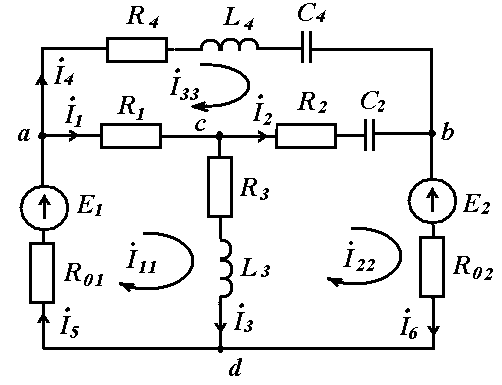 R4 L4 C4
İ4 İ33
a İ1 R1 c İ2 R2 C2 b
E1 R3 E2
R01 İ11 L3 İ22 R02
İ5 İ3 İ6
d